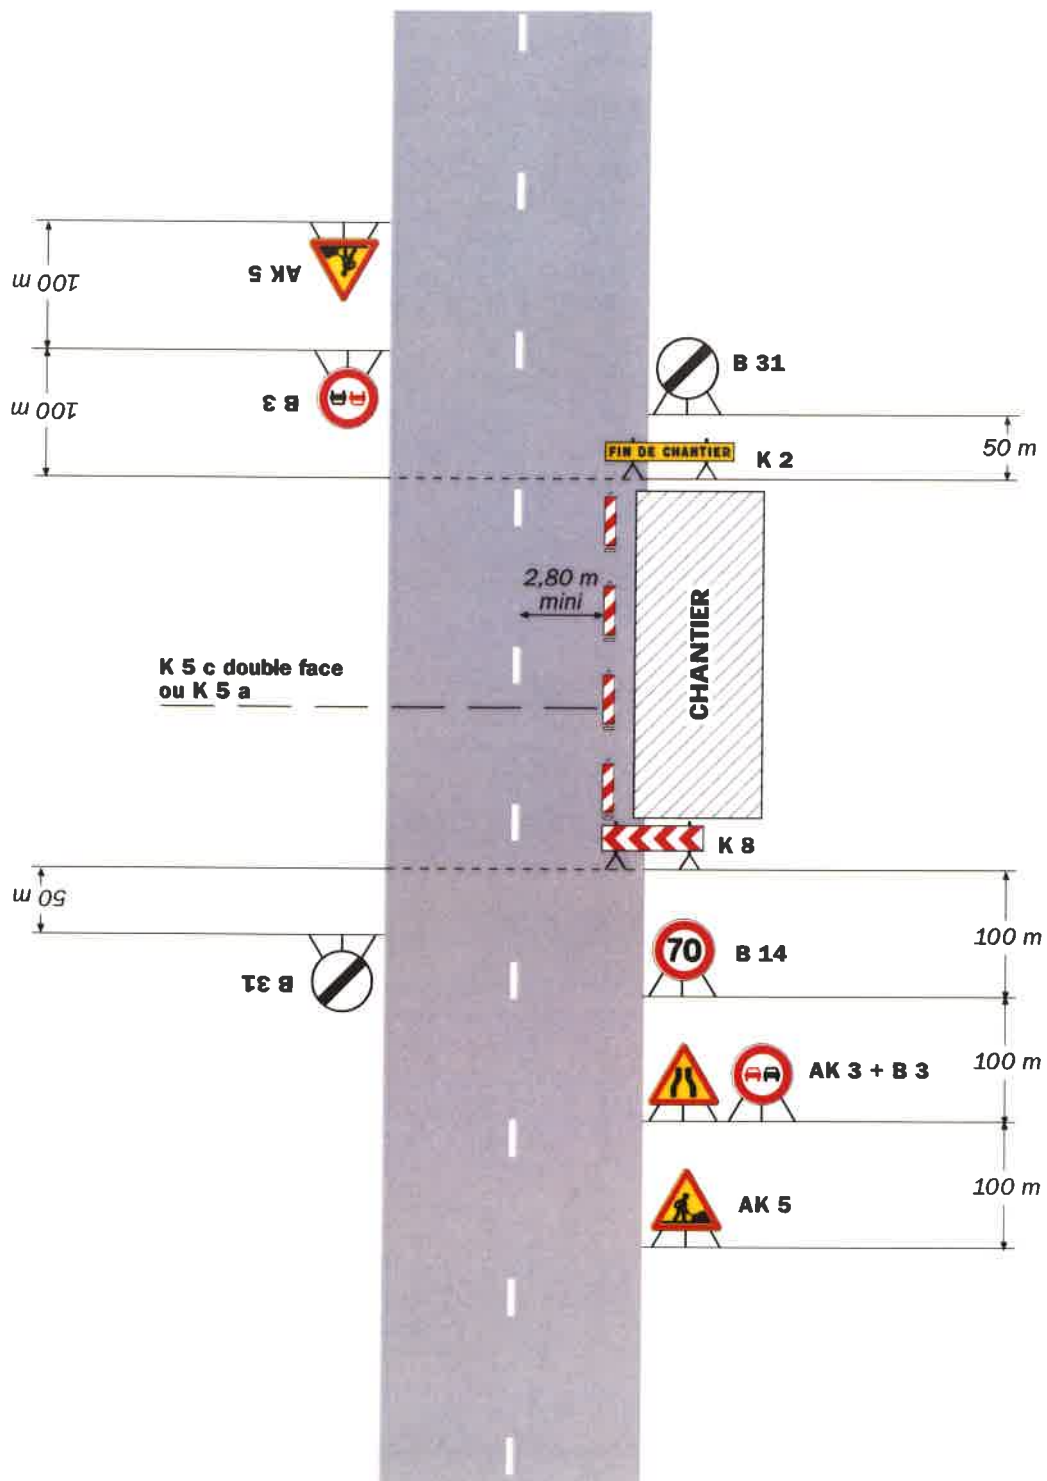 100 m
AK 5
100 m
B 3
B 31
50 m
FIN DE CHANTIER
K 2
2,80 m
mini
CHANTIER
K 5 c double face
ou K 5 a
K 8
50 m
B 31
70
B 14
100 m
AK 3 + B 3
100 m
AK 5
100 m